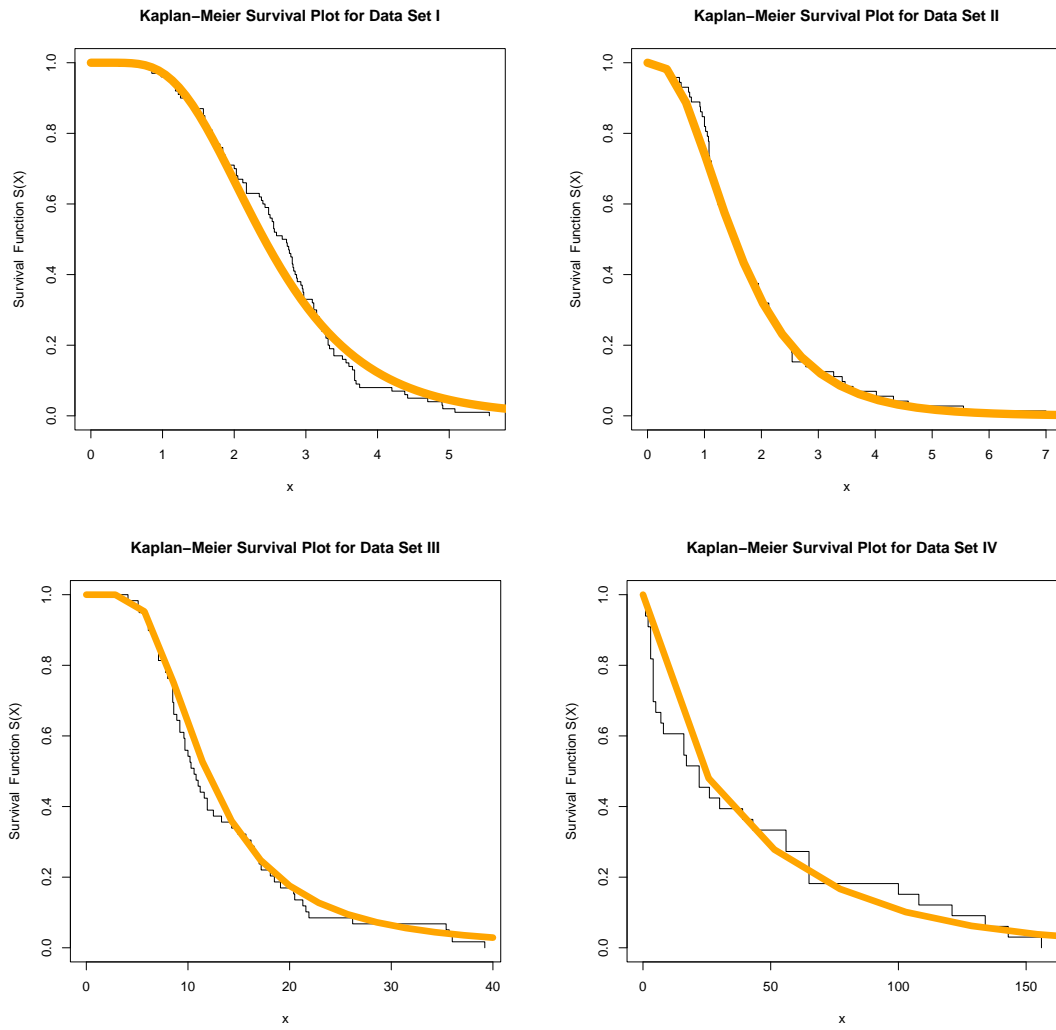 Kaplan−Meier Survival Plot for Data Set I
Survival Function S(X)
0.0 0.2 0.4 0.6 0.8 1.0
0 1 2 3 4 5
x
Kaplan−Meier Survival Plot for Data Set II
Survival Function S(X)
0.0 0.2 0.4 0.6 0.8 1.0
0 1 2 3 4 5 6 7
x
Kaplan−Meier Survival Plot for Data Set III
Survival Function S(X)
0.0 0.2 0.4 0.6 0.8 1.0
0 10 20 30 40
x
Kaplan−Meier Survival Plot for Data Set IV
Survival Function S(X)
0.0 0.2 0.4 0.6 0.8 1.0
0 50 100 150
x